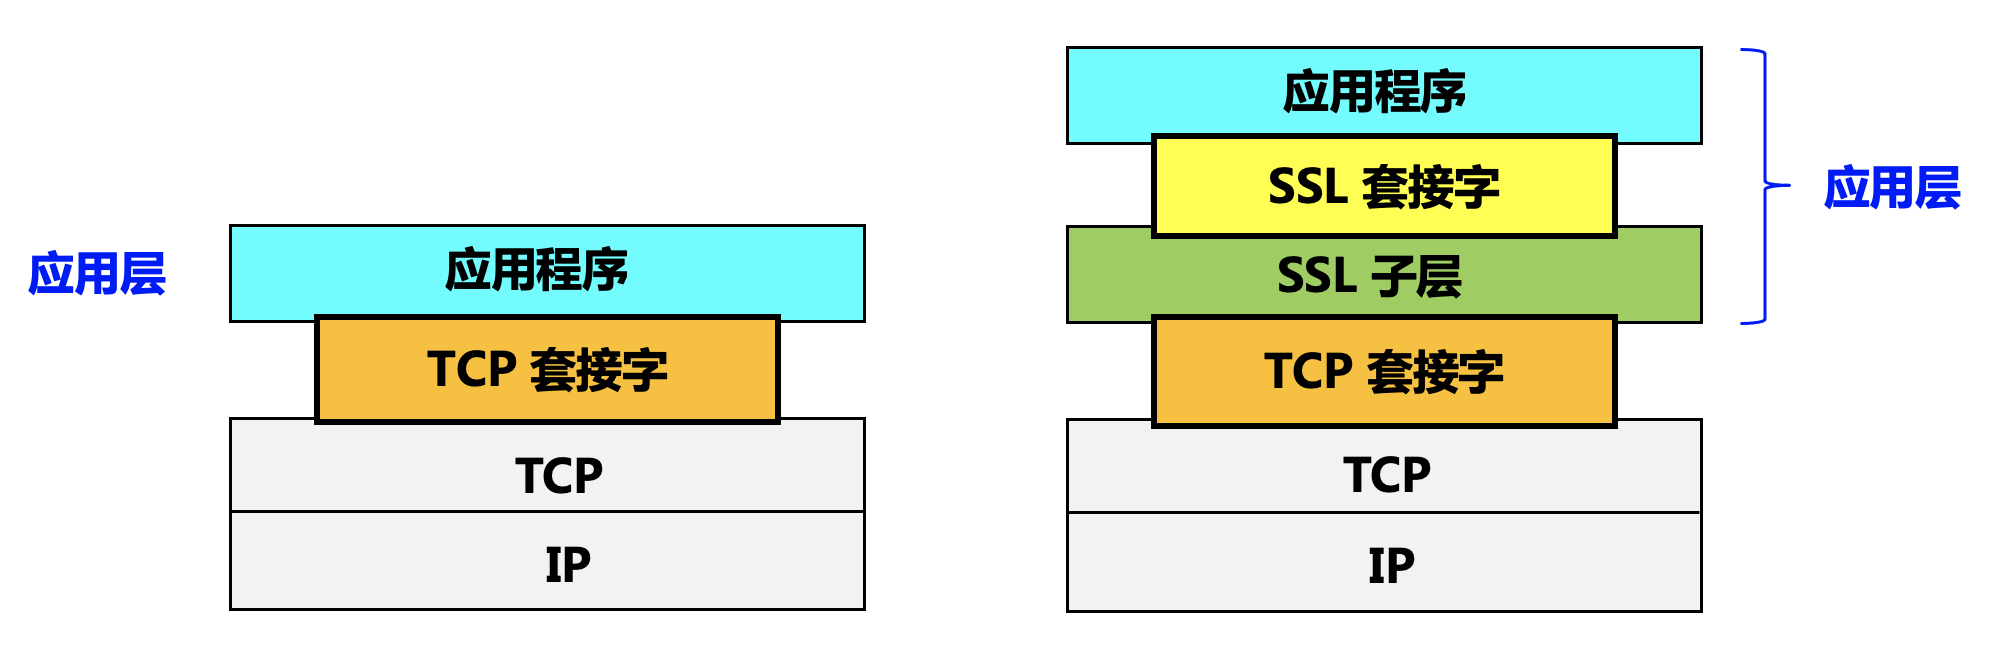 应用层
应用程序
TCP 套接字
TCP
IP
应用程序
SSL 套接字
SSL 子层
TCP 套接字
TCP
IP
应用层